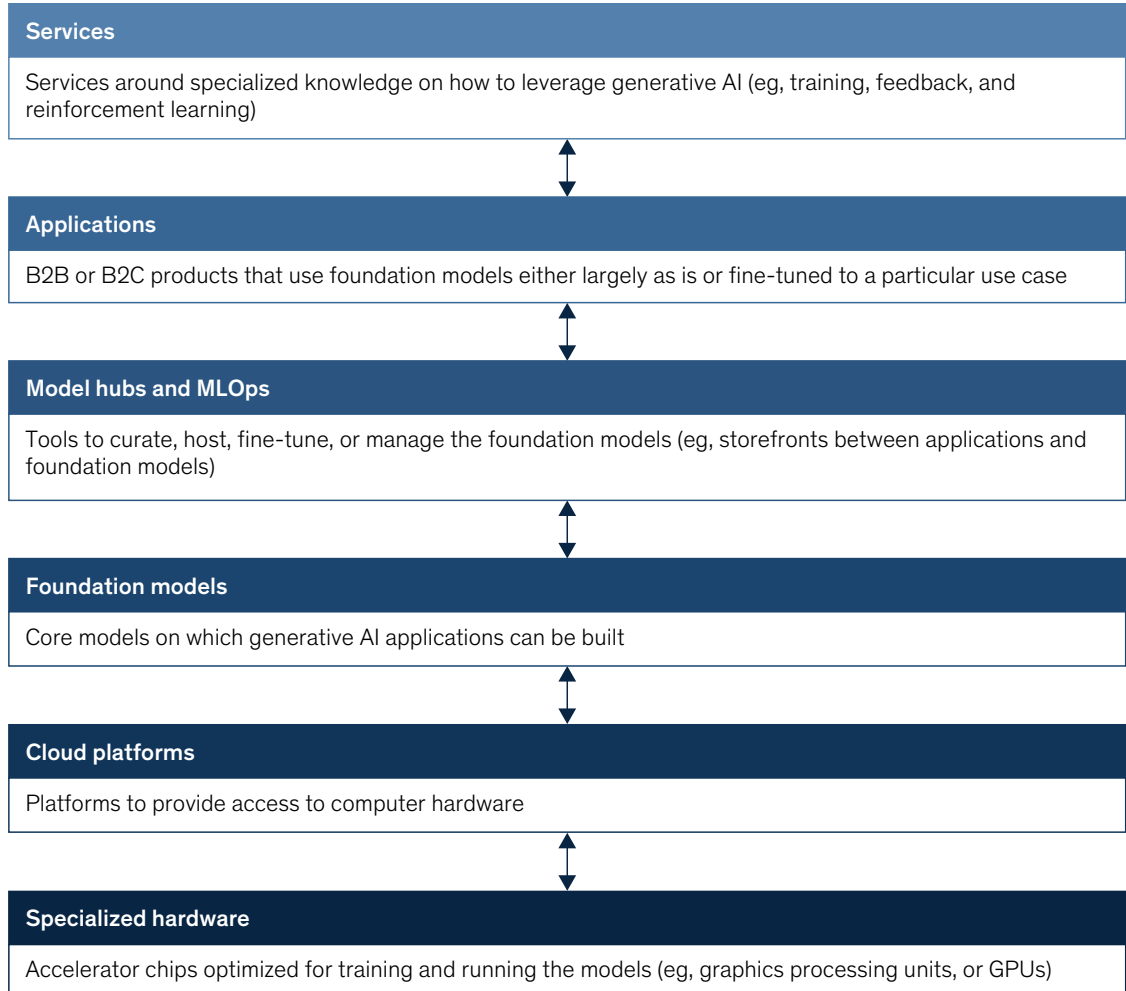 Services
Services around specialized knowledge on how to leverage generative AI (eg, training, feedback, and
reinforcement learning)
Applications
B2B or B2C products that use foundation models either largely as is or fine-tuned to a particular use case
Model hubs and MLOps
Tools to curate, host, fine-tune, or manage the foundation models (eg, storefronts between applications and
foundation models)
Foundation models
Core models on which generative AI applications can be built
Cloud platforms
Platforms to provide access to computer hardware
Specialized hardware
Accelerator chips optimized for training and running the models (eg, graphics processing units, or GPUs)